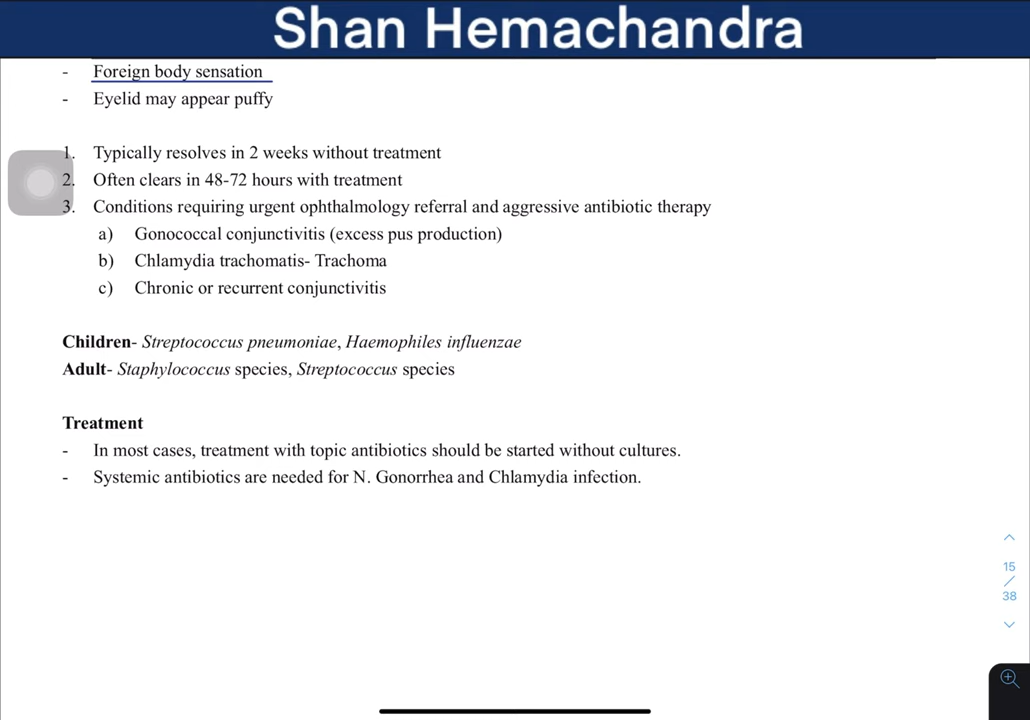 Shan Hemachandra
- Foreign body sensation
- Eyelid may appear puffy
1. Typically resolves in 2 weeks without treatment
2. Often clears in 48-72 hours with treatment
3. Conditions requiring urgent ophthalmology referral and aggressive antibiotic therapy
a) Gonococcal conjunctivitis (excess pus production)
b) Chlamydia trachomatis- Trachoma
c) Chronic or recurrent conjunctivitis
Children- Streptococcus pneumoniae, Haemophiles influenzae
Adult- Staphylococcus species, Streptococcus species
Treatment
- In most cases, treatment with topic antibiotics should be started without cultures.
- Systemic antibiotics are needed for N. Gonorrhea and Chlamydia infection.
15
/
38